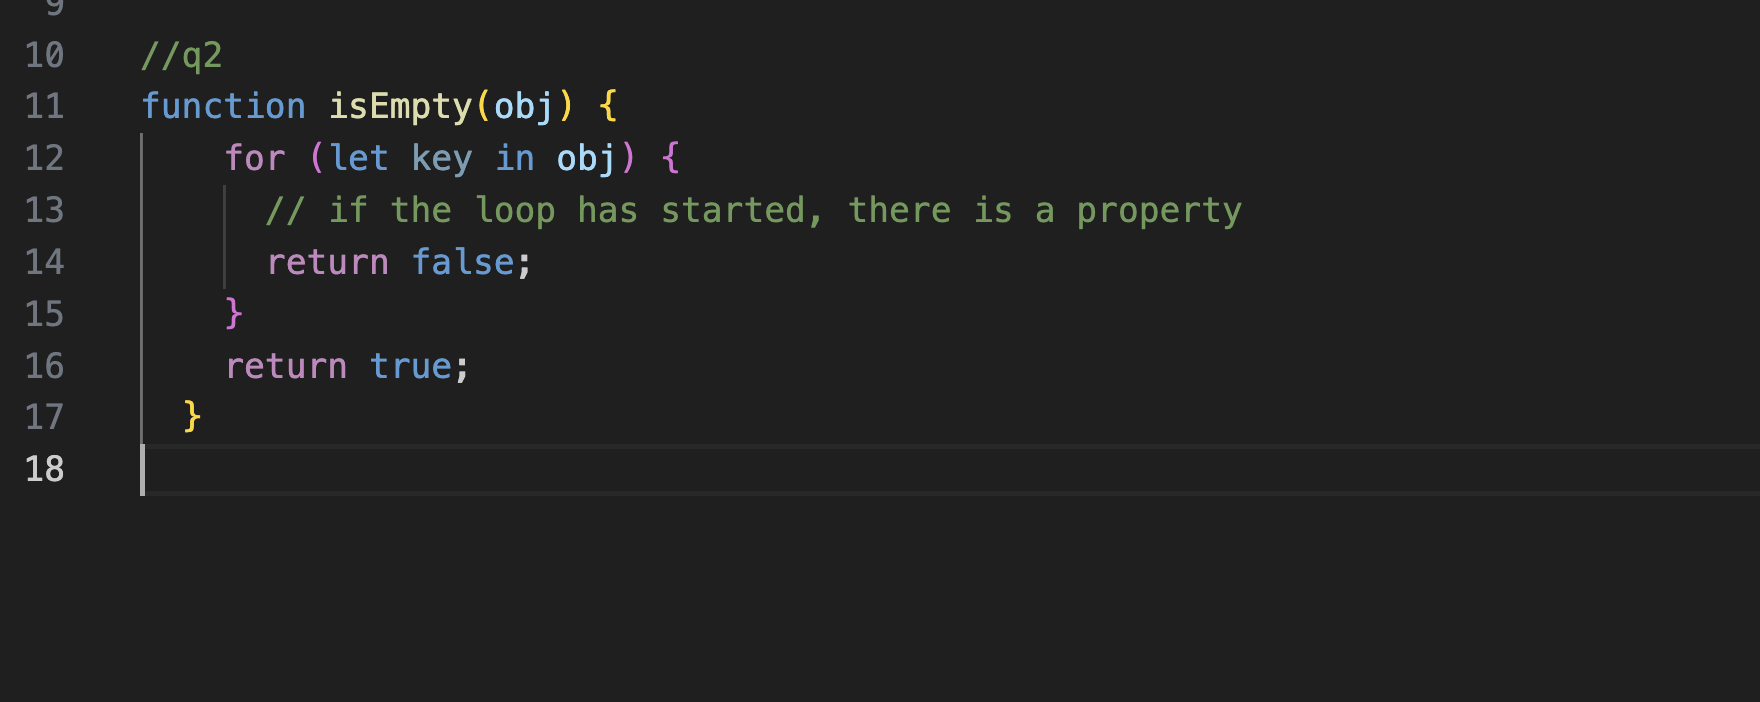 9
10 //q2
11 function isEmpty(obj) {
12     for (let key in obj) {
13       // if the loop has started, there is a property
14       return false;
15     }
16     return true;
17   }
18